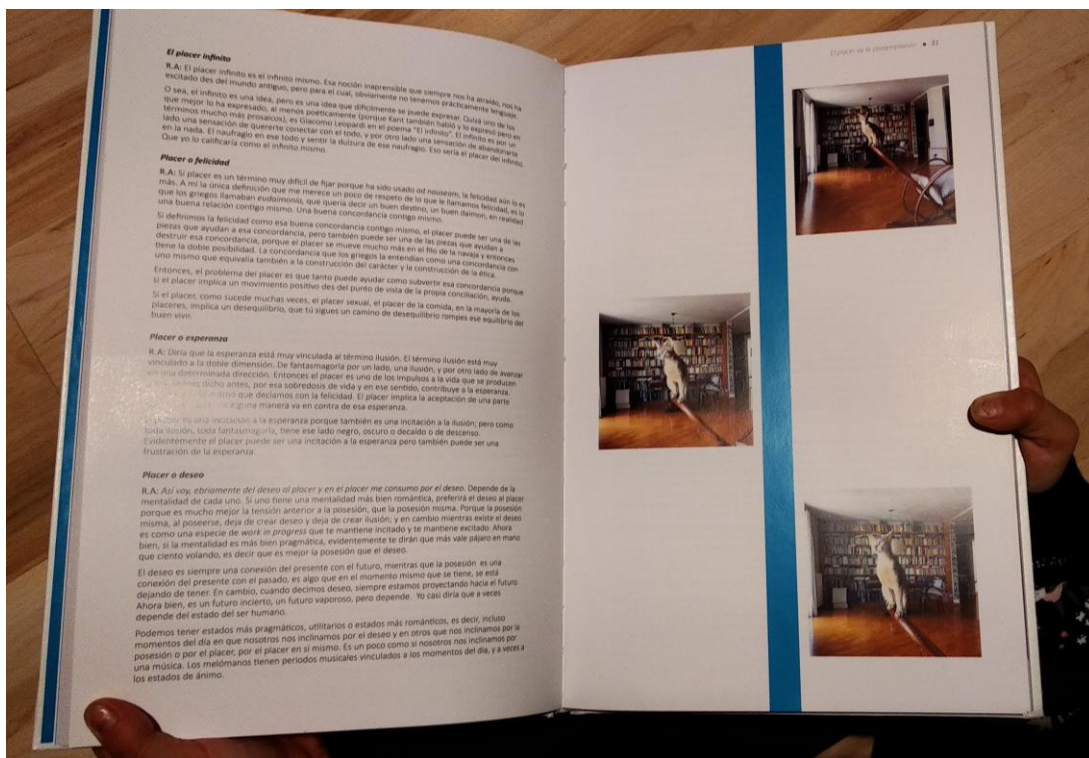 El placer infinito
R.A: El placer infinito es el infinito mismo. Esa noción inaprensible que siempre nos ha atraído, nos ha
excitado des del mundo antiguo, pero para el cual, obviamente no tenemos prácticamente lenguaje.
O sea, el infinito es una idea, pero es una idea que difícilmente se puede expresar. Quizá uno de los
que mejor lo ha expresado, al menos poéticamente (porque Kant también habló y lo expresó pero en
términos mucho más prosaicos), es Giacomo Leopardi en el poema "El infinito". El infinito es por un
lado una sensación de quererte conectar con el todo, y por otro lado una sensación de abandonarte
en la nada. El naufragio en ese todo y sentir la dulzura de ese naufragio. Eso sería el placer del infinito.
Que yo lo calificaría como el infinito mismo.
Placer o felicidad
R.A: Si placer es un término muy difícil de fijar porque ha sido usado ad nauseam, la felicidad aún lo es
más. A mí la única definición que me merece un poco de respeto de lo que le llamamos felicidad, es lo
que los griegos llamaban eudaimonia, que quería decir un buen destino, un buen daimon, en realidad
una buena relación contigo mismo. Una buena concordancia contigo mismo.
Si definimos la felicidad como esa buena concordancia contigo mismo, el placer puede ser una de las
piezas que ayudan a esa concordancia, pero también puede ser una de las piezas que ayudan a
destruir esa concordancia, porque el placer se mueve mucho más en el filo de la navaja y entonces
tiene la doble posibilidad. La concordancia que los griegos la entendían como una concordancia con
uno mismo que equivalía también a la construcción del carácter y la construcción de la ética.
Entonces, el problema del placer es que tanto puede ayudar como subvertir esa concordancia porque
si el placer implica un movimiento positivo des del punto de vista de la propia conciliación, ayuda.
Si el placer, como sucede muchas veces, el placer sexual, el placer de la comida, en la mayoría de los
placeres, implica un desequilibrio, que tú sigues un camino de desequilibrio rompes ese equilibrio del
buen vivir.
Placer o esperanza
R.A: Diría que la esperanza está muy vinculada al término ilusión. El término ilusión está muy
vinculado a la doble dimensión. De fantasmagoría por un lado, una ilusión, y por otro lado de avanzar
en una determinada dirección. Entonces el placer es uno de los impulsos a la vida que se producen
dicho antes, por esa sobredosis de vida y en ese sentido, contribuye a la esperanza.
mismo que decíamos con la felicidad. El placer implica la aceptación de una parte
alguna manera va en contra de esa esperanza.
El placer es una incitación a la esperanza porque también es una incitación a la ilusión; pero como
toda ilusión, toda fantasmagoría, tiene ese lado negro, oscuro o decaído o de descenso.
Evidentemente el placer puede ser una incitación a la esperanza pero también puede ser una
frustración de la esperanza.
Placer o deseo
R.A: Así voy, ebriamente del deseo al placer y en el placer me consumo por el deseo. Depende de la
mentalidad de cada uno. Si uno tiene una mentalidad más bien romántica, preferirá el deseo al placer
porque es mucho mejor la tensión anterior a la posesión, que la posesión misma. Porque la posesión
misma, al poseerse, deja de crear deseo y deja de crear ilusión; y en cambio mientras existe el deseo
es como una especie de work in progress que te mantiene incitado y te mantiene excitado. Ahora
bien, si la mentalidad es más bien pragmática, evidentemente te dirán que más vale pájaro en mano
que ciento volando, es decir que es mejor la posesión que el deseo.
El deseo es siempre una conexión del presente con el futuro, mientras que la posesión es una
conexión del presente con el pasado, es algo que en el momento mismo que se tiene, se está
dejando de tener. En cambio, cuando decimos deseo, siempre estamos proyectando hacia el futuro.
Ahora bien, es un futuro incierto, un futuro vaporoso, pero depende. Yo casi diría que a veces
depende del estado del ser humano.
Podemos tener estados más pragmáticos, utilitarios o estados más románticos, es decir, incluso
momentos del día en que nosotros nos inclinamos por el deseo y en otros que nos inclinamos por la
posesión o por el placer, por el placer en sí mismo. Es un poco como si nosotros nos inclinamos por
una música. Los melómanos tienen periodos musicales vinculados a los momentos del día, y a veces a
los estados de ánimo.
El placer de la contemplación • 31